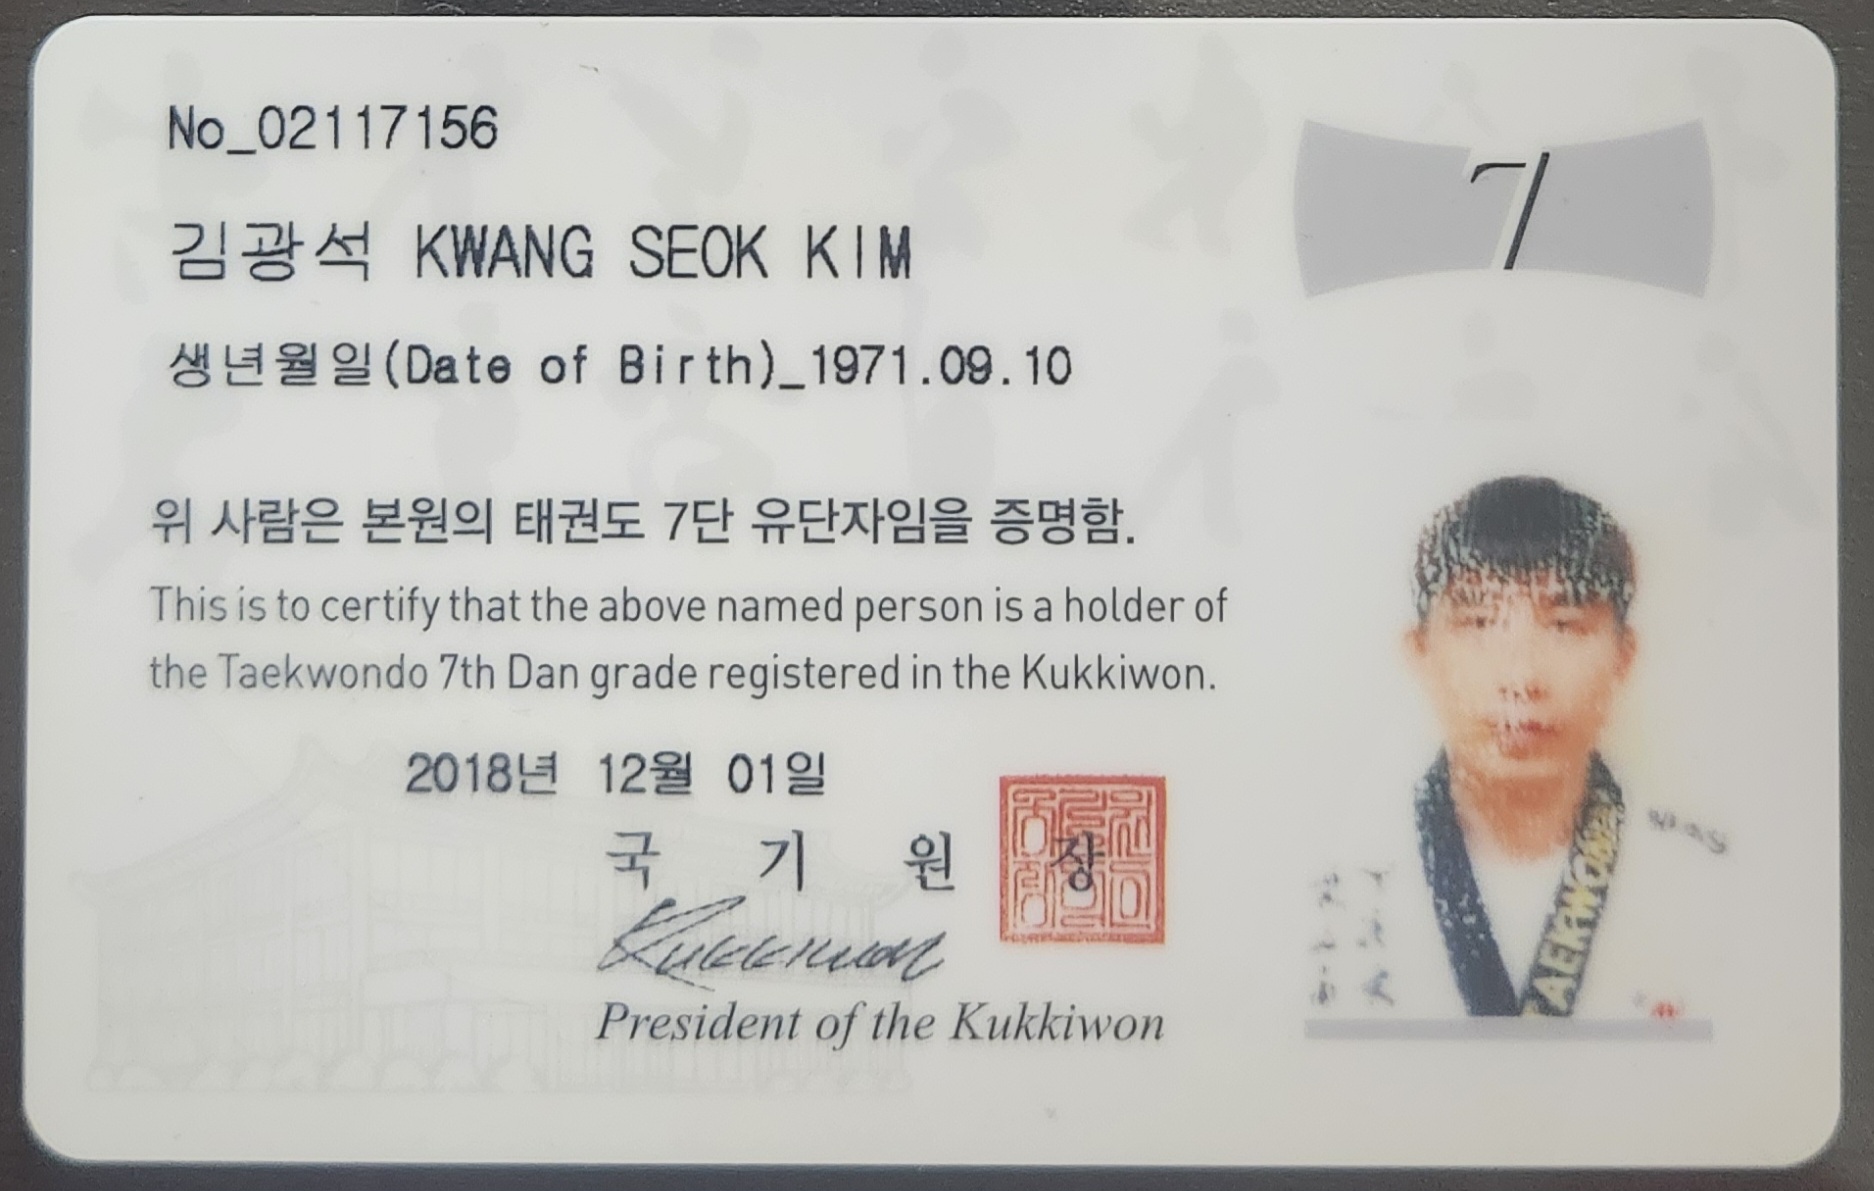 No_02117156
7
김광석 KWANG SEOK KIM
생년월일(Date of Birth)_1971.09.10
위 사람은 본원의 태권도 7단 유단자임을 증명함.
This is to certify that the above named person is a holder of
the Taekwondo 7th Dan grade registered in the Kukkiwon.
2018년 12월 01일
국 기 원 장
Kukkiwon
President of the Kukkiwon
TAEKWONDO